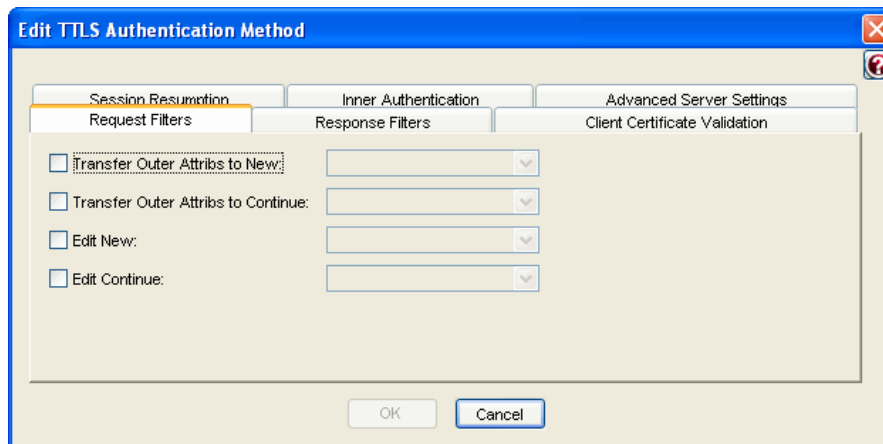 Edit TTLS Authentication Method
Session Resumption Inner Authentication Advanced Server Settings
Request Filters Response Filters Client Certificate Validation
Transfer Outer Attribs to New:
Transfer Outer Attribs to Continue:
Edit New:
Edit Continue:
OK Cancel